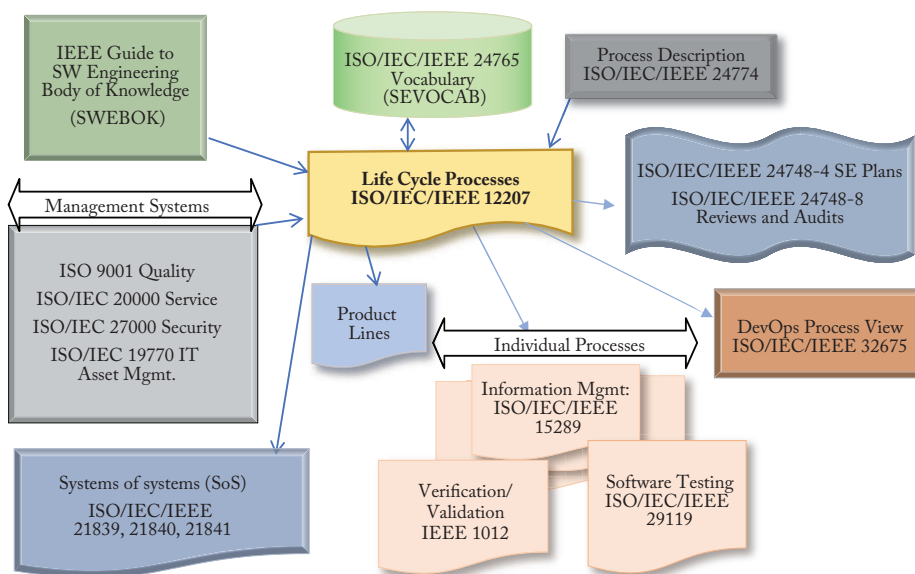 IEEE Guide to
SW Engineering
Body of Knowledge
(SWEBOK)
ISO/IEC/IEEE 24765
Vocabulary
(SEVOCAB)
Process Description
ISO/IEC/IEEE 24774
Life Cycle Processes
ISO/IEC/IEEE 12207
ISO/IEC/IEEE 24748-4 SE Plans
ISO/IEC/IEEE 24748-8
Reviews and Audits
Management Systems
ISO 9001 Quality
ISO/IEC 20000 Service
ISO/IEC 27000 Security
ISO/IEC 19770 IT
Asset Mgmt.
Product
Lines
Individual Processes
DevOps Process View
ISO/IEC/IEEE 32675
Information Mgmt:
ISO/IEC/IEEE
15289
Systems of systems (SoS)
ISO/IEC/IEEE
21839, 21840, 21841
Verification/
Validation
IEEE 1012
Software Testing
ISO/IEC/IEEE
29119